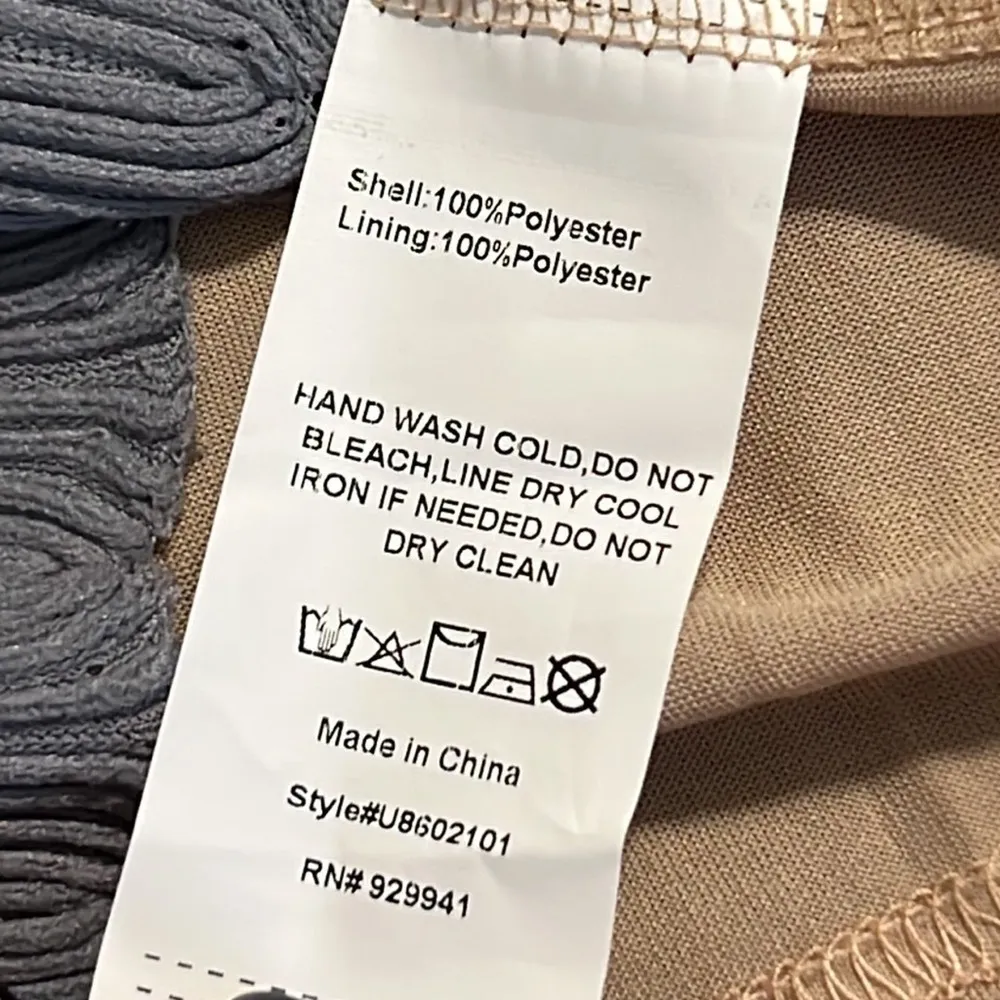 Shell:100%Polyester
Lining:100%Polyester
HAND WASH COLD,DO NOT
BLEACH,LINE DRY COOL
IRON IF NEEDED,DO NOT
DRY CLEAN
Made in China
Style#U8602101
RN# 929941